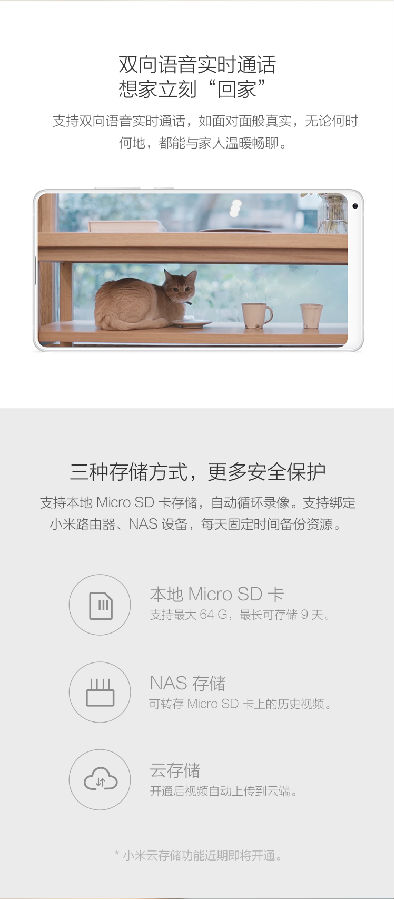 双向语音实时通话
想家立刻“回家”
支持双向语音实时通话，如面对面般真实，无论何时
何地，都能与家人温暖畅聊。
三种存储方式，更多安全保护
支持本地 Micro SD 卡存储，自动循环录像。支持绑定
小米路由器、NAS 设备，每天固定时间备份资源。
本地 Micro SD 卡
支持最大 64 G，最长可存储 9 天。
NAS 存储
可转存 Micro SD 卡上的历史视频。
云存储
开通后视频自动上传到云端。
* 小米云存储功能近期即将开通。